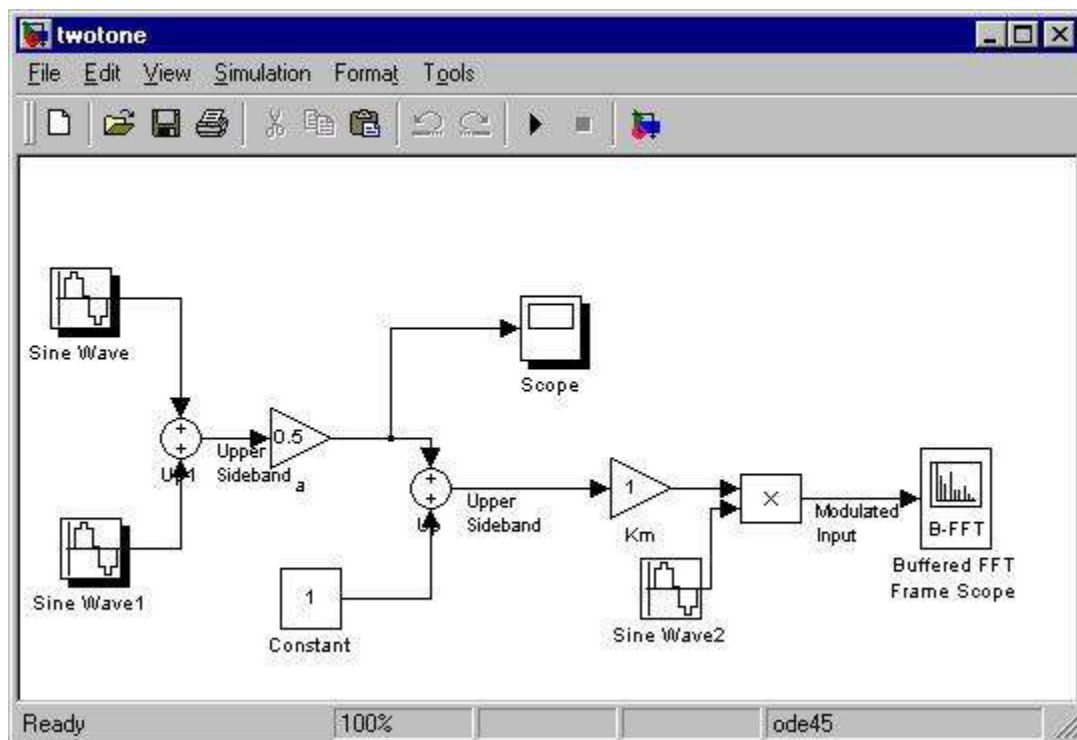 twotone
File Edit View Simulation Format Tools
Sine Wave
Scope
+
+
0.5
Upper
Sideband
a
+
+
Upper
Sideband
1
Km
×
Modulated
Input
B-FFT
Buffered FFT
Frame Scope
Sine Wave1
1
Constant
Sine Wave2
Ready 100% ode45